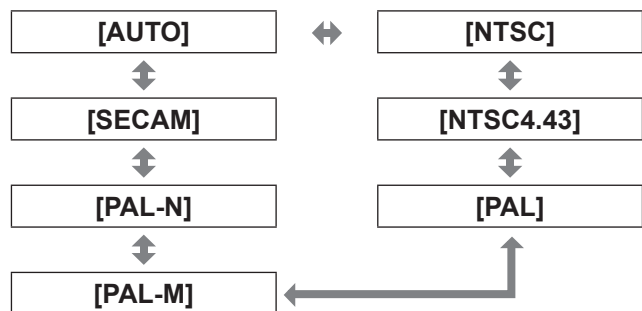 [AUTO] [NTSC]
[SECAM] [NTSC4.43]
[PAL-N] [PAL]
[PAL-M]